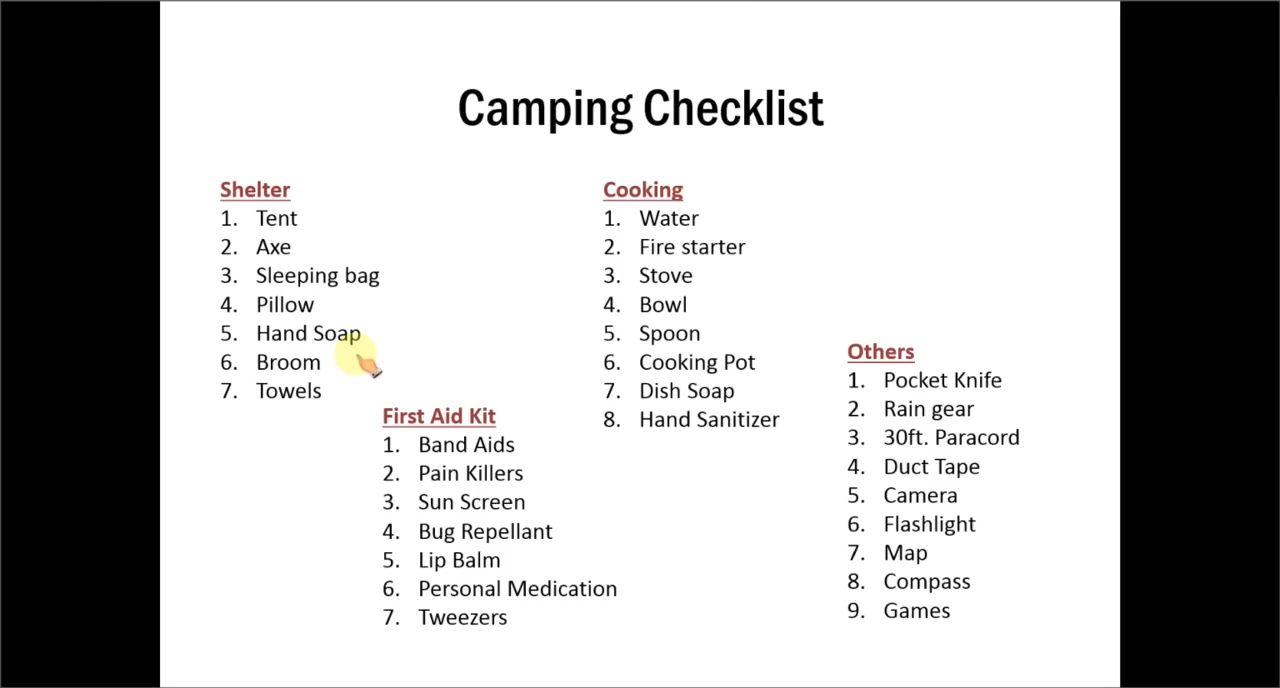 Camping Checklist
Shelter
1. Tent
2. Axe
3. Sleeping bag
4. Pillow
5. Hand Soap
6. Broom
7. Towels
First Aid Kit
1. Band Aids
2. Pain Killers
3. Sun Screen
4. Bug Repellant
5. Lip Balm
6. Personal Medication
7. Tweezers
Cooking
1. Water
2. Fire starter
3. Stove
4. Bowl
5. Spoon
6. Cooking Pot
7. Dish Soap
8. Hand Sanitizer
Others
1. Pocket Knife
2. Rain gear
3. 30ft. Paracord
4. Duct Tape
5. Camera
6. Flashlight
7. Map
8. Compass
9. Games